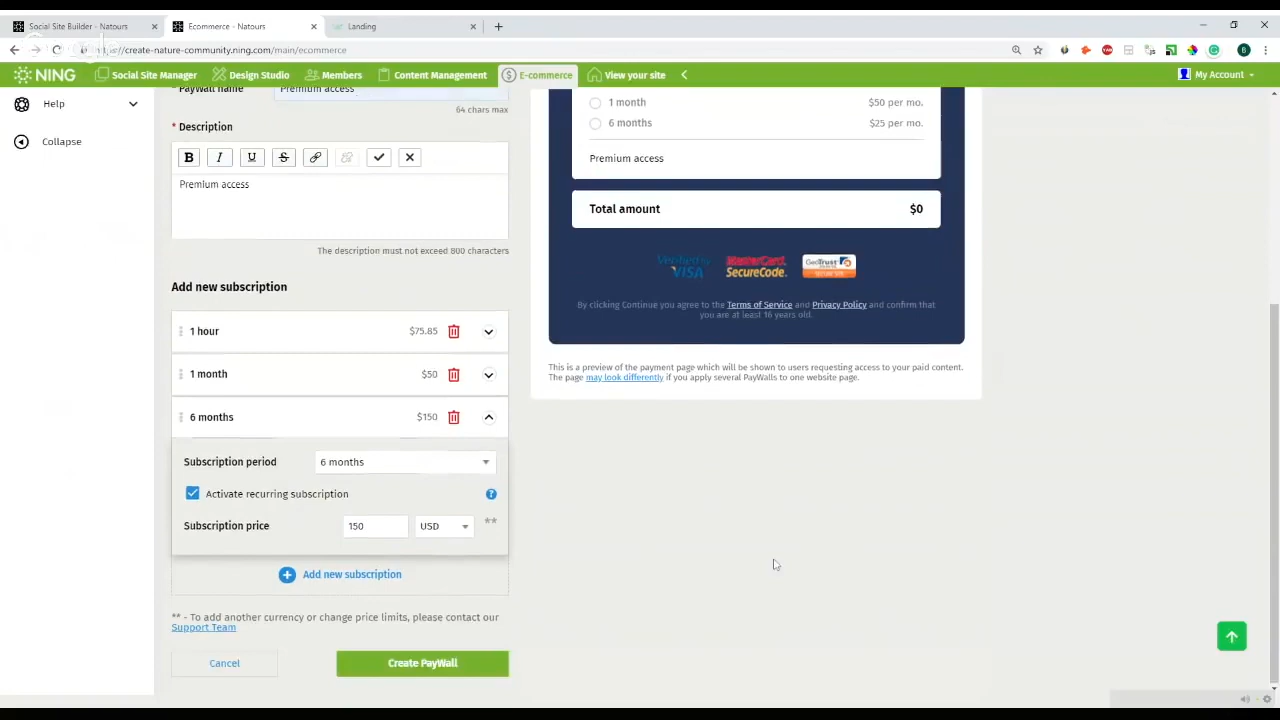 Social Site Builder - Natours
Ecommerce - Natours
Landing
//create-nature-community.ning.com/main/ecommerce
NING
Social Site Manager
Design Studio
Members
Content Management
E-commerce
View your site
My Account
Help
Collapse
* PayWall name
Premium access
64 chars max
* Description
B I U S
Premium access
The description must not exceed 800 characters
Add new subscription
1 hour $75.85
1 month $50
6 months $150
Subscription period 6 months
Activate recurring subscription ?
Subscription price 150 USD **
Add new subscription
** - To add another currency or change price limits, please contact our
Support Team
Cancel
Create PayWall
1 month $50 per mo.
6 months $25 per mo.
Premium access
Total amount $0
Verified by
VISA
MasterCard.
SecureCode.
GeoTrust
By clicking Continue you agree to the Terms of Service and Privacy Policy and confirm that
you are at least 16 years old.
This is a preview of the payment page which will be shown to users requesting access to your paid content.
The page may look differently if you apply several PayWalls to one website page.